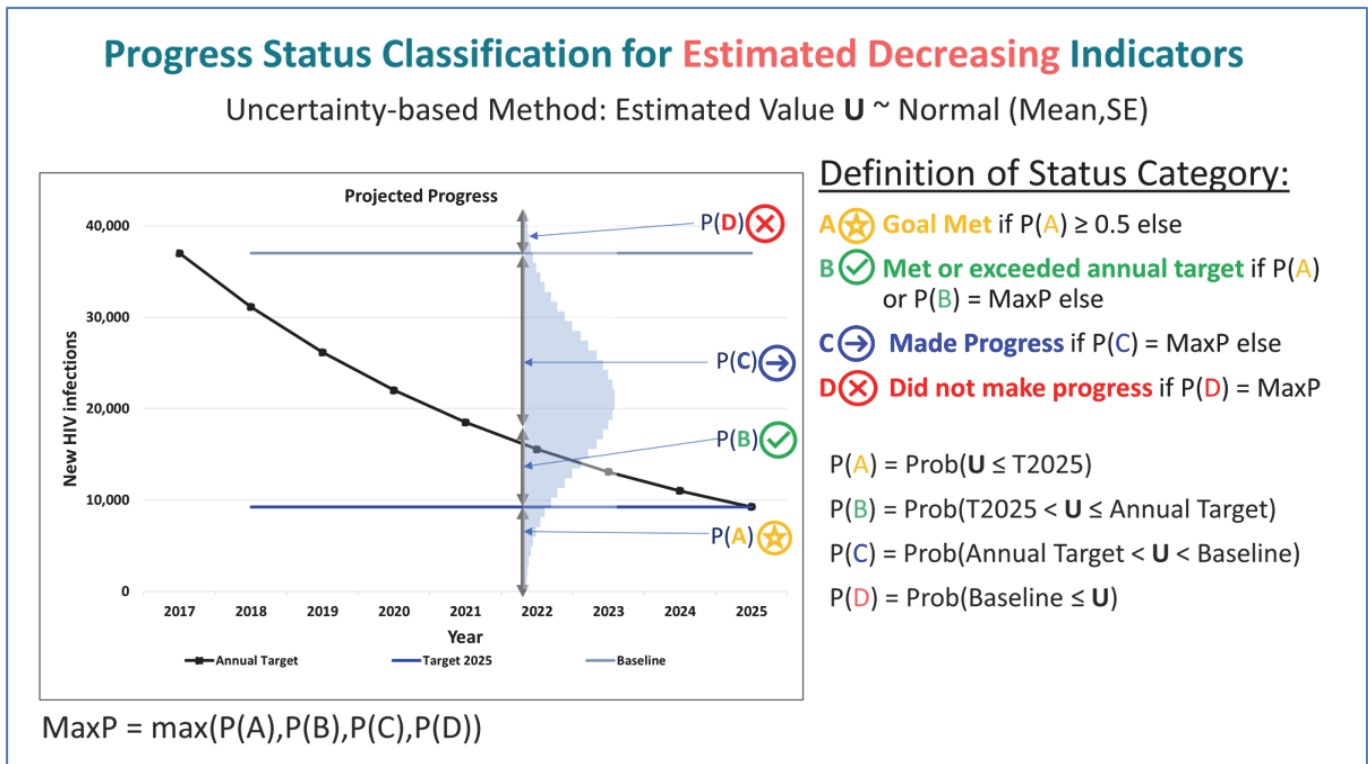 Progress Status Classification for Estimated Decreasing Indicators
Uncertainty-based Method: Estimated Value U ~ Normal (Mean,SE)
Projected Progress
40,000
30,000
20,000
10,000
0
New HIV infections
2017 2018 2019 2020 2021 2022 2023 2024 2025
Year
Annual Target Target 2025 Baseline
P(D)
P(C)
P(B)
P(A)
MaxP = max(P(A),P(B),P(C),P(D))
Definition of Status Category:
A Goal Met if P(A) ≥ 0.5 else
B Met or exceeded annual target if P(A)
or P(B) = MaxP else
C Made Progress if P(C) = MaxP else
D Did not make progress if P(D) = MaxP
P(A) = Prob(U ≤ T2025)
P(B) = Prob(T2025 < U ≤ Annual Target)
P(C) = Prob(Annual Target < U < Baseline)
P(D) = Prob(Baseline ≤ U)